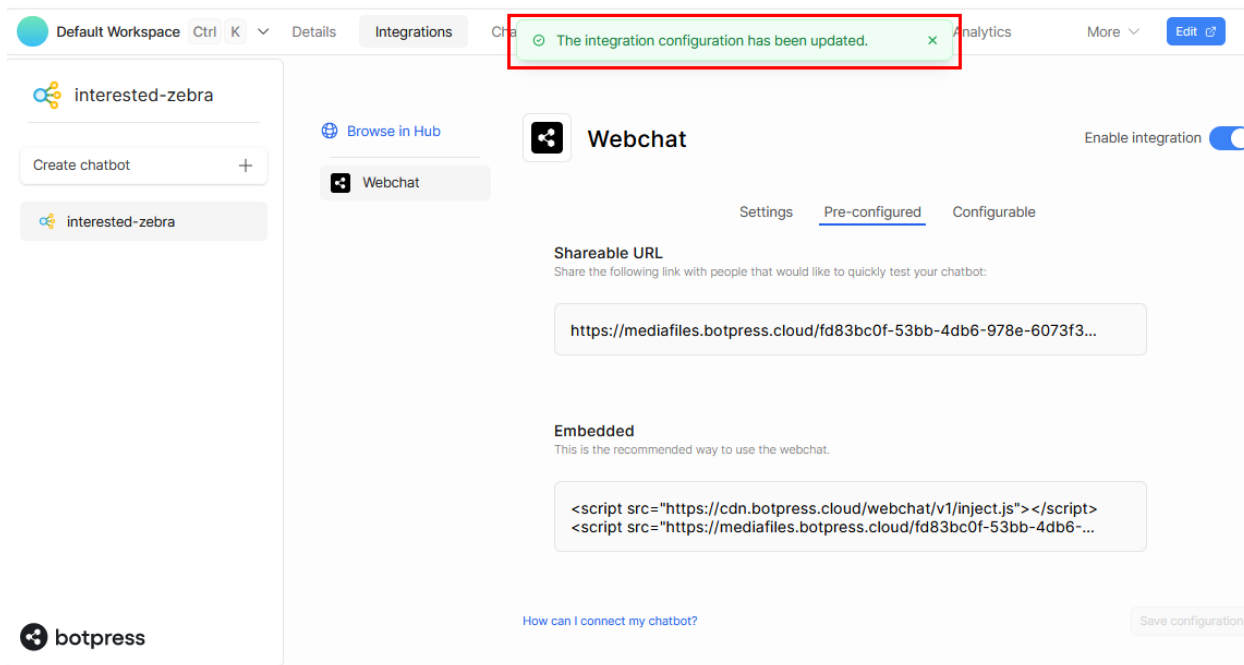 Default Workspace Ctrl K Details Integrations Cha Analytics More Edit
The integration configuration has been updated.
interested-zebra
Create chatbot
interested-zebra
botpress
Browse in Hub
Webchat
Webchat
Enable integration
Settings Pre-configured Configurable
Shareable URL
Share the following link with people that would like to quickly test your chatbot:
https://mediafiles.botpress.cloud/fd83bc0f-53bb-4db6-978e-6073f3...
Embedded
This is the recommended way to use the webchat.
<script src="https://cdn.botpress.cloud/webchat/v1/inject.js"></script>
<script src="https://mediafiles.botpress.cloud/fd83bc0f-53bb-4db6-...
How can I connect my chatbot?
Save configuration